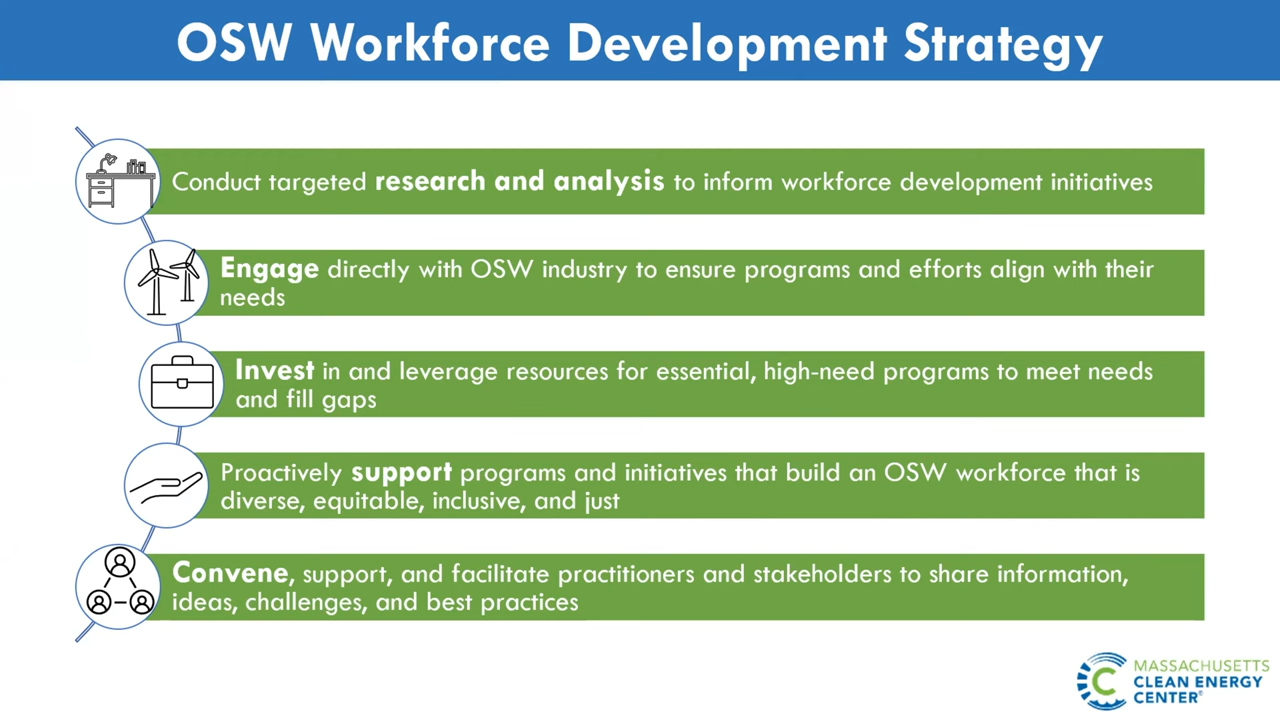 OSW Workforce Development Strategy
Conduct targeted research and analysis to inform workforce development initiatives
Engage directly with OSW industry to ensure programs and efforts align with their
needs
Invest in and leverage resources for essential, high-need programs to meet needs
and fill gaps
Proactively support programs and initiatives that build an OSW workforce that is
diverse, equitable, inclusive, and just
Convene, support, and facilitate practitioners and stakeholders to share information,
ideas, challenges, and best practices
MASSACHUSETTS
CLEAN ENERGY
CENTER®